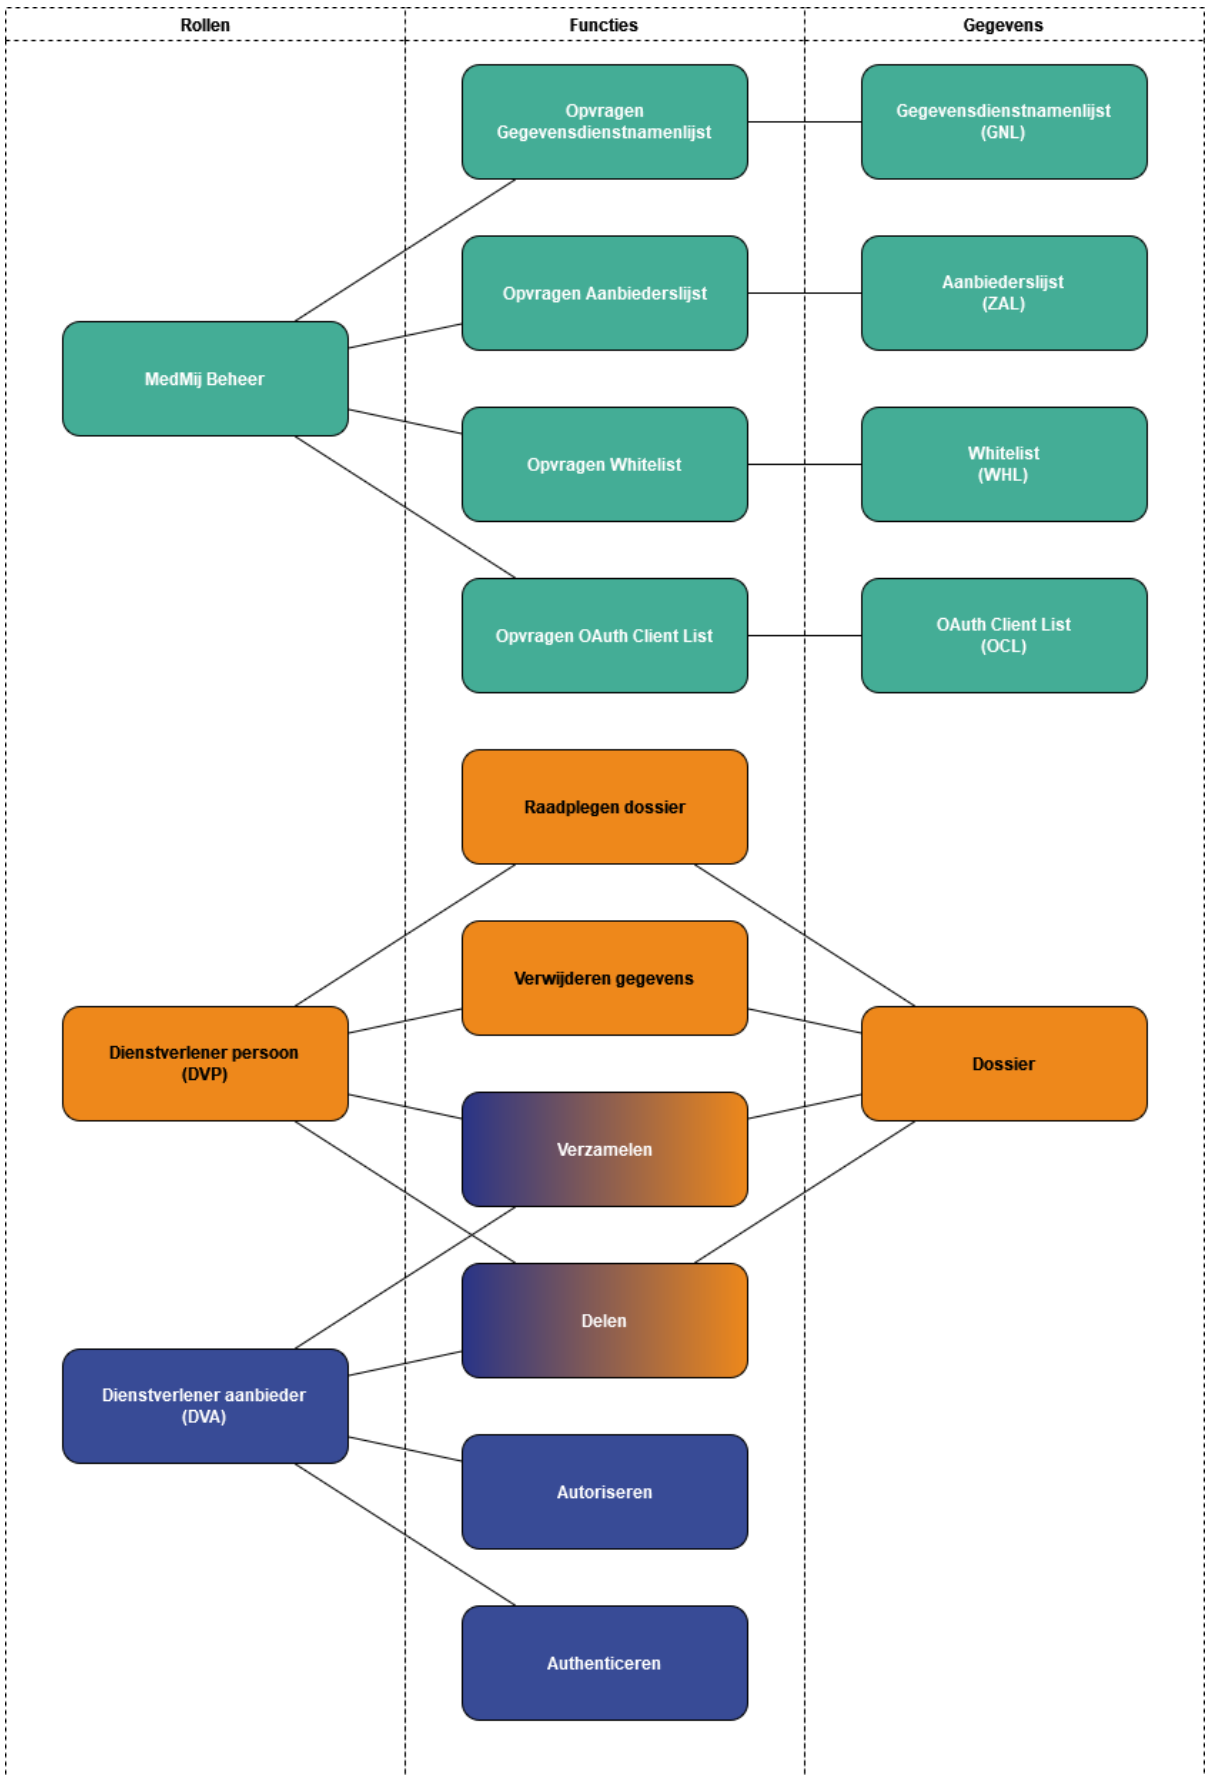 Rollen
Functies
Gegevens
Opvragen
Gegevensdienstnamenlijst
Gegevensdienstnamenlijst
(GNL)
Opvragen Aanbiederslijst
Aanbiederslijst
(ZAL)
MedMij Beheer
Opvragen Whitelist
Whitelist
(WHL)
Opvragen OAuth Client List
OAuth Client List
(OCL)
Raadplegen dossier
Verwijderen gegevens
Dienstverlener persoon
(DVP)
Dossier
Verzamelen
Delen
Dienstverlener aanbieder
(DVA)
Autoriseren
Authenticeren